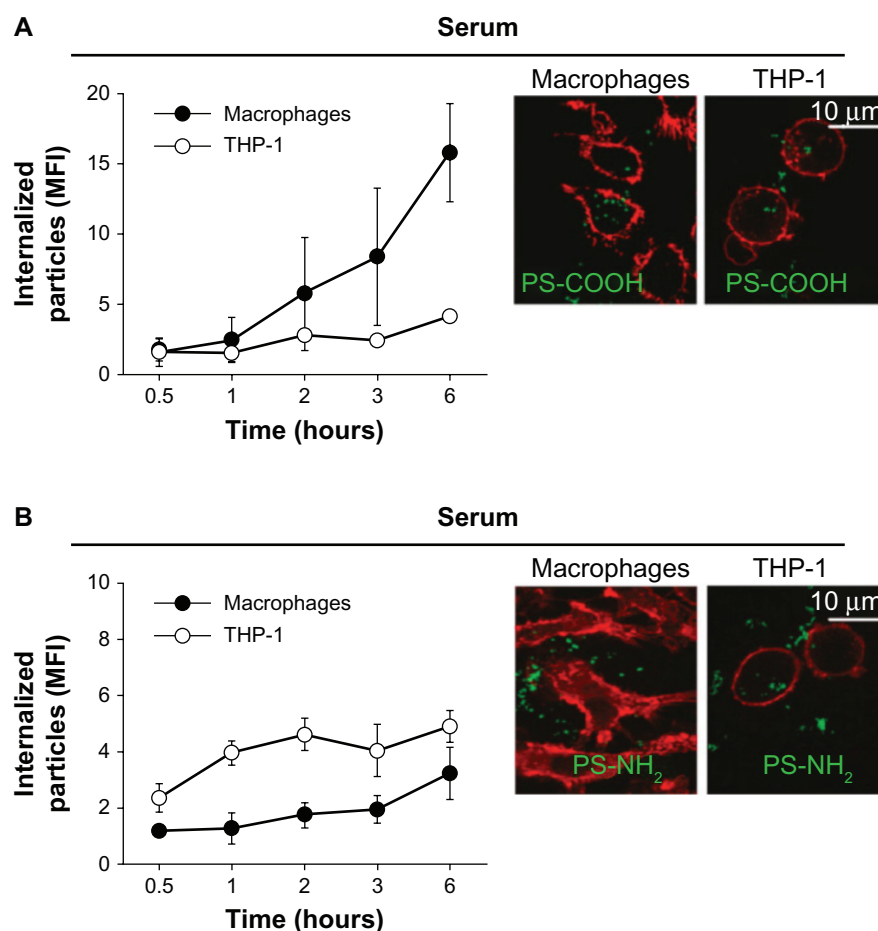 A
Serum
Macrophages
THP-1
20
15
10
5
0
Internalized
particles (MFI)
0.5 1 2 3 6
Time (hours)
Macrophages THP-1
10 µm
PS-COOH PS-COOH
B
Serum
Macrophages
THP-1
10
8
6
4
2
0
Internalized
particles (MFI)
0.5 1 2 3 6
Time (hours)
Macrophages THP-1
10 µm
PS-NH₂ PS-NH₂